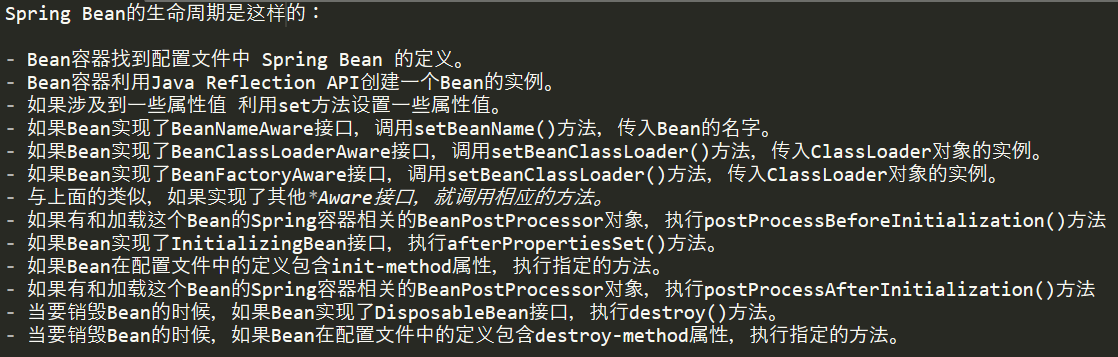 Spring Bean的生命周期是这样的：
- Bean容器找到配置文件中 Spring Bean 的定义。
- Bean容器利用Java Reflection API创建一个Bean的实例。
- 如果涉及到一些属性值 利用set方法设置一些属性值。
- 如果Bean实现了BeanNameAware接口，调用setBeanName()方法，传入Bean的名字。
- 如果Bean实现了BeanClassLoaderAware接口，调用setBeanClassLoader()方法，传入ClassLoader对象的实例。
- 如果Bean实现了BeanFactoryAware接口，调用setBeanClassLoader()方法，传入ClassLoader对象的实例。
- 与上面的类似，如果实现了其他*Aware接口，就调用相应的方法。
- 如果有和加载这个Bean的Spring容器相关的BeanPostProcessor对象，执行postProcessBeforeInitialization()方法
- 如果Bean实现了InitializingBean接口，执行afterPropertiesSet()方法。
- 如果Bean在配置文件中的定义包含init-method属性，执行指定的方法。
- 如果有和加载这个Bean的Spring容器相关的BeanPostProcessor对象，执行postProcessAfterInitialization()方法
- 当要销毁Bean的时候，如果Bean实现了DisposableBean接口，执行destroy()方法。
- 当要销毁Bean的时候，如果Bean在配置文件中的定义包含destroy-method属性，执行指定的方法。